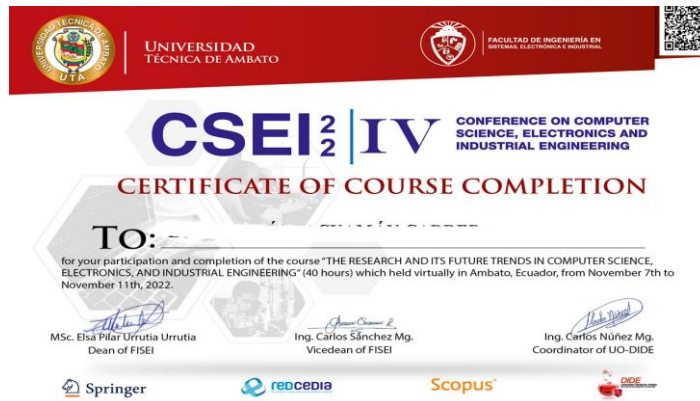 UNIVERSIDAD
TÉCNICA DE AMBATO
UNIVERSIDAD TECNICA DE AMBATO
UTA
FACULTAD DE INGENIERÍA EN
SISTEMAS, ELECTRÓNICA E INDUSTRIAL
CSEI 22 IV
CONFERENCE ON COMPUTER
SCIENCE, ELECTRONICS AND
INDUSTRIAL ENGINEERING
CERTIFICATE OF COURSE COMPLETION
TO:
for your participation and completion of the course "THE RESEARCH AND ITS FUTURE TRENDS IN COMPUTER SCIENCE,
ELECTRONICS, AND INDUSTRIAL ENGINEERING" (40 hours) which held virtually in Ambato, Ecuador, from November 7th to
November 11th, 2022.
MSc. Elsa Pilar Urrutia Urrutia
Dean of FISEI
Ing. Carlos Sánchez Mg.
Vicedean of FISEI
Ing. Carlos Núñez Mg.
Coordinator of UO-DIDE
Springer
redcedia
Scopus
DIDE